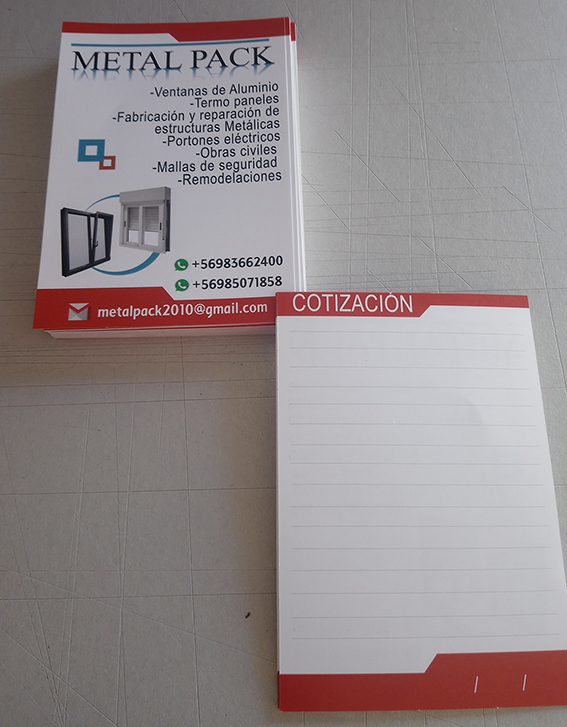 METAL PACK
-Ventanas de Aluminio
-Termo paneles
-Fabricación y reparación de
estructuras Metálicas
-Portones eléctricos
-Obras civiles
-Mallas de seguridad
-Remodelaciones
+56983662400
+56985071858
metalpack2010@gmail.com
COTIZACIÓN